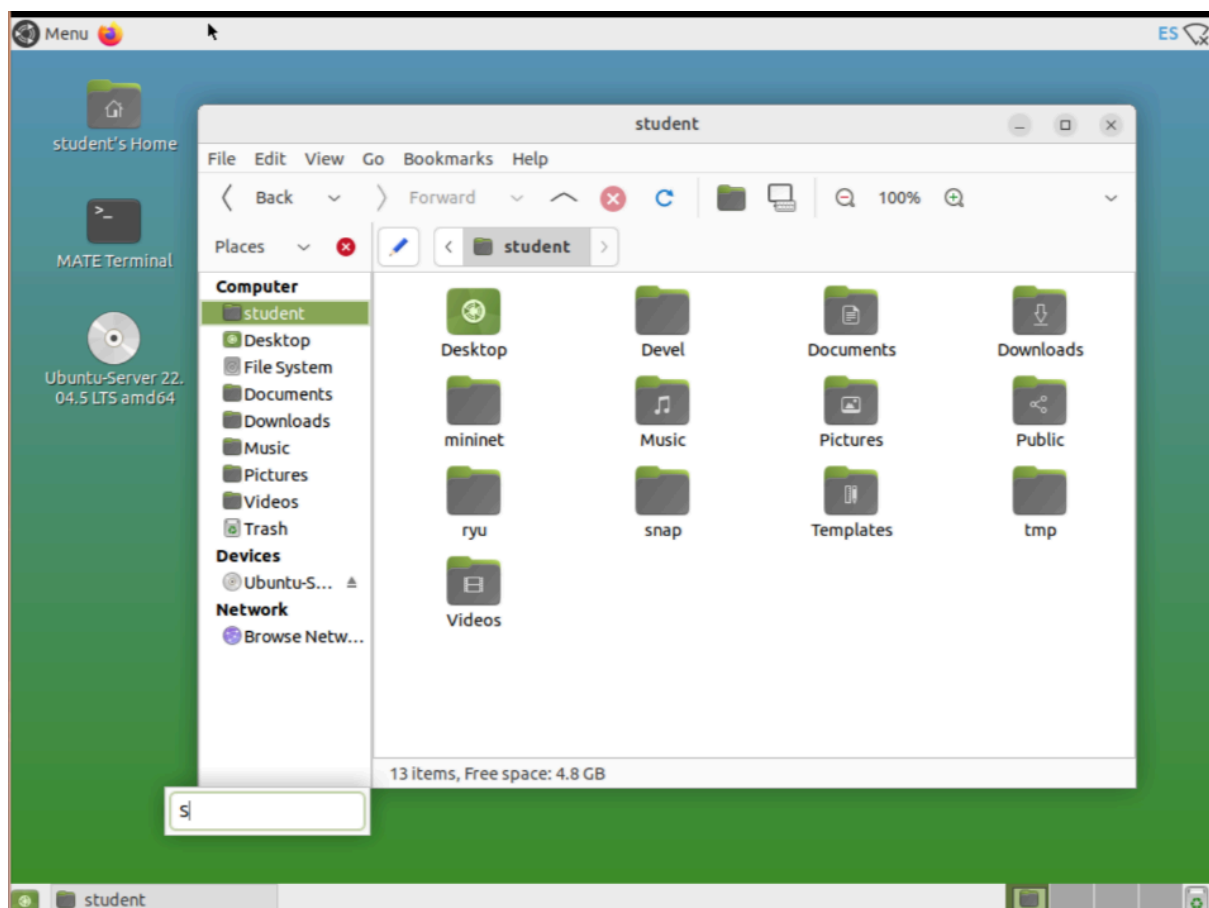 Menu
ES
student's Home
MATE Terminal
Ubuntu-Server 22.
04.5 LTS amd64
student
File Edit View Go Bookmarks Help
Back Forward 100%
Places student
Computer
student
Desktop
File System
Documents
Downloads
Music
Pictures
Videos
Trash
Devices
Ubuntu-S...
Network
Browse Netw...
Desktop Devel Documents Downloads
mininet Music Pictures Public
ryu snap Templates tmp
Videos
13 items, Free space: 4.8 GB
s
student